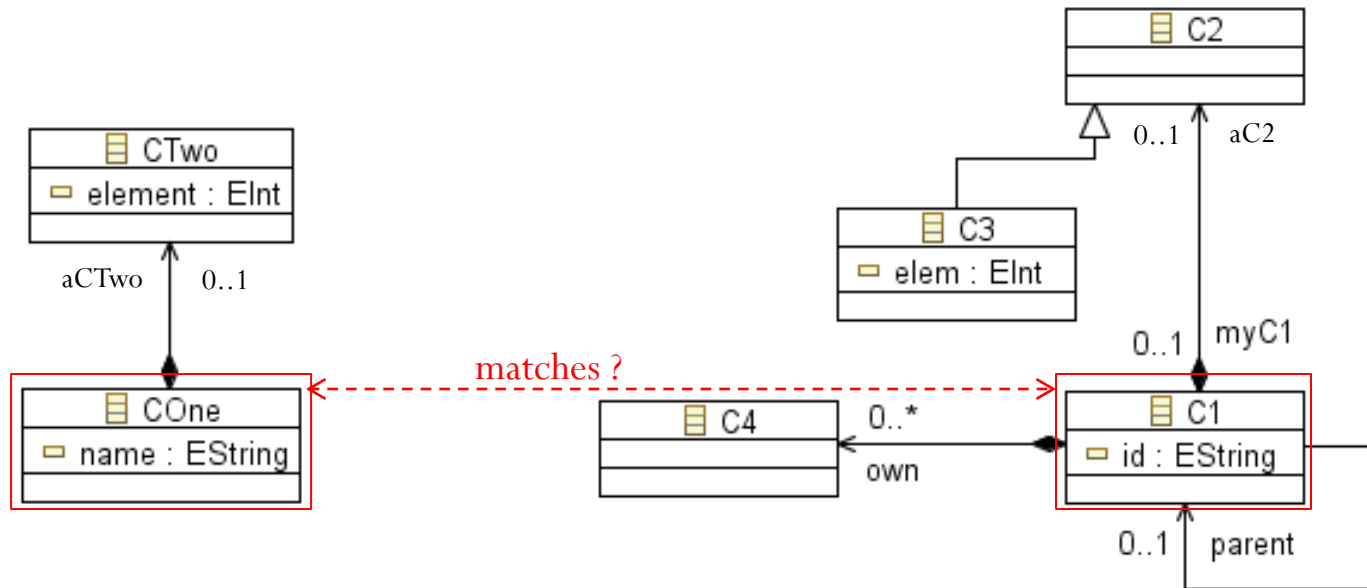 C2
0..1 aC2
CTwo
element : EInt
C3
elem : EInt
aCTwo 0..1
0..1 myC1
matches ?
COne
name : EString
C4
0..*
own
C1
id : EString
0..1 parent